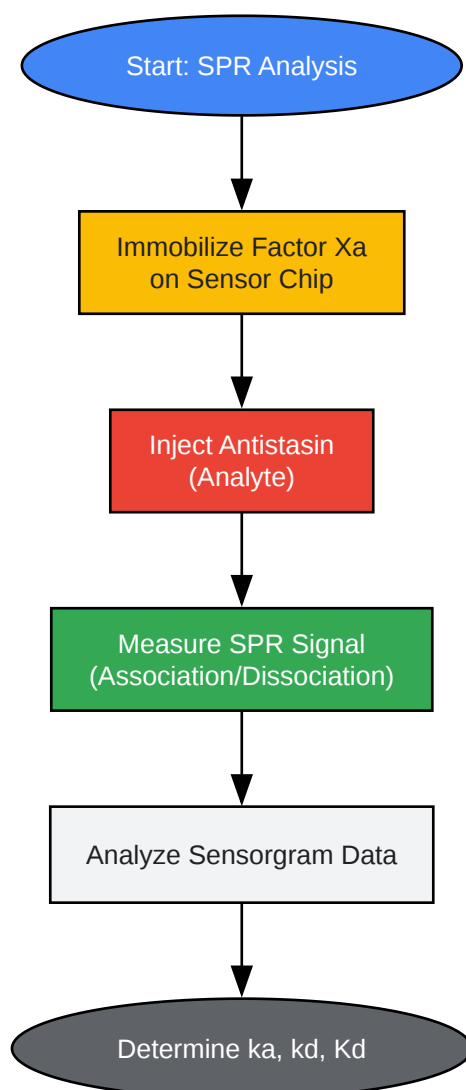 Start: SPR Analysis
Immobilize Factor Xa
on Sensor Chip
Inject Antistasin
(Analyte)
Measure SPR Signal
(Association/Dissociation)
Analyze Sensorgram Data
Determine ka, kd, Kd